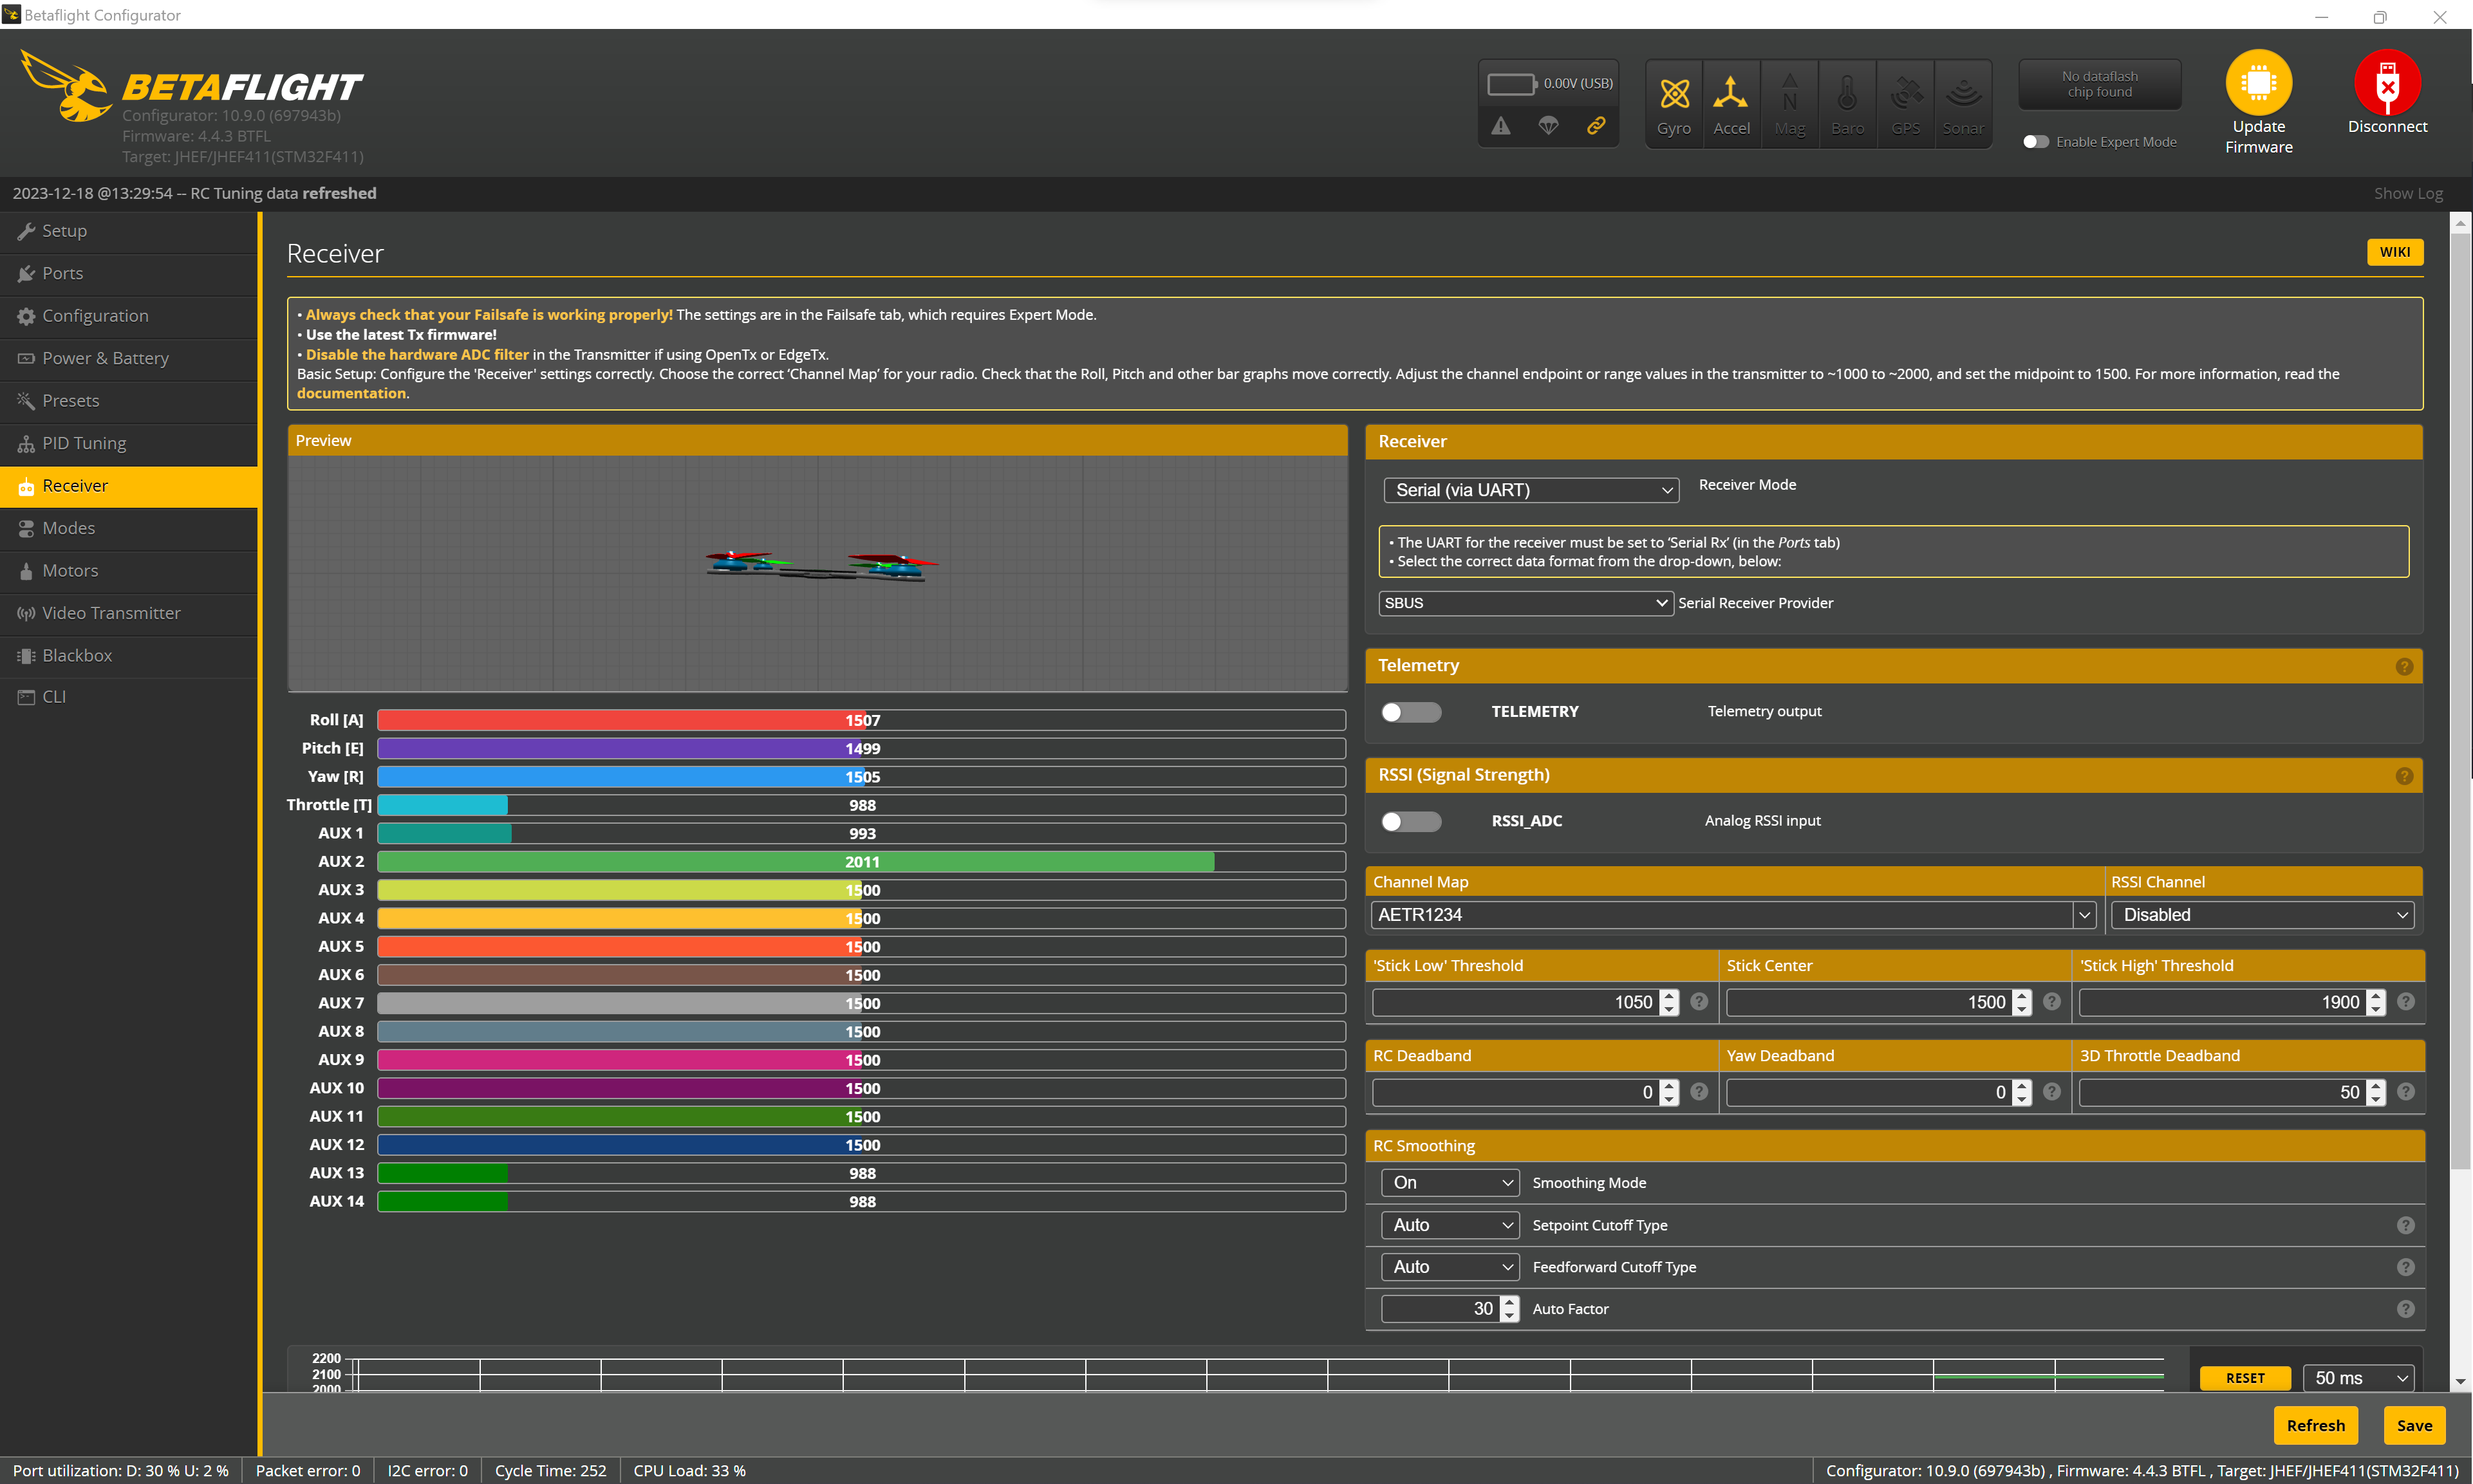 Betaflight Configurator
BETAFLIGHT
Configurator: 10.9.0 (697943b)
Firmware: 4.4.3 BTFL
Target: JHEF/JHEF411(STM32F411)
0.00V (USB)
Gyro
Accel
Mag
Baro
GPS
Sonar
No dataflash
chip found
Enable Expert Mode
Update
Firmware
Disconnect
2023-12-18 @13:29:54 -- RC Tuning data refreshed
Show Log
Setup
Ports
Configuration
Power & Battery
Presets
PID Tuning
Receiver
Modes
Motors
Video Transmitter
Blackbox
CLI
Receiver
WIKI
• Always check that your Failsafe is working properly! The settings are in the Failsafe tab, which requires Expert Mode.
• Use the latest Tx firmware!
• Disable the hardware ADC filter in the Transmitter if using OpenTx or EdgeTx.
Basic Setup: Configure the 'Receiver' settings correctly. Choose the correct ‘Channel Map’ for your radio. Check that the Roll, Pitch and other bar graphs move correctly. Adjust the channel endpoint or range values in the transmitter to ~1000 to ~2000, and set the midpoint to 1500. For more information, read the
documentation.
Preview
Roll [A] 1507
Pitch [E] 1499
Yaw [R] 1505
Throttle [T] 988
AUX 1 993
AUX 2 2011
AUX 3 1500
AUX 4 1500
AUX 5 1500
AUX 6 1500
AUX 7 1500
AUX 8 1500
AUX 9 1500
AUX 10 1500
AUX 11 1500
AUX 12 1500
AUX 13 988
AUX 14 988
Receiver
Serial (via UART) Receiver Mode
• The UART for the receiver must be set to ‘Serial Rx’ (in the Ports tab)
• Select the correct data format from the drop-down, below:
SBUS Serial Receiver Provider
Telemetry
TELEMETRY Telemetry output
RSSI (Signal Strength)
RSSI_ADC Analog RSSI input
Channel Map RSSI Channel
AETR1234 Disabled
'Stick Low' Threshold Stick Center 'Stick High' Threshold
1050 1500 1900
RC Deadband Yaw Deadband 3D Throttle Deadband
0 0 50
RC Smoothing
On Smoothing Mode
Auto Setpoint Cutoff Type
Auto Feedforward Cutoff Type
30 Auto Factor
2200
2100
2000
RESET 50 ms
Refresh Save
Port utilization: D: 30 % U: 2 % Packet error: 0 I2C error: 0 Cycle Time: 252 CPU Load: 33 % Configurator: 10.9.0 (697943b) , Firmware: 4.4.3 BTFL , Target: JHEF/JHEF411(STM32F411)